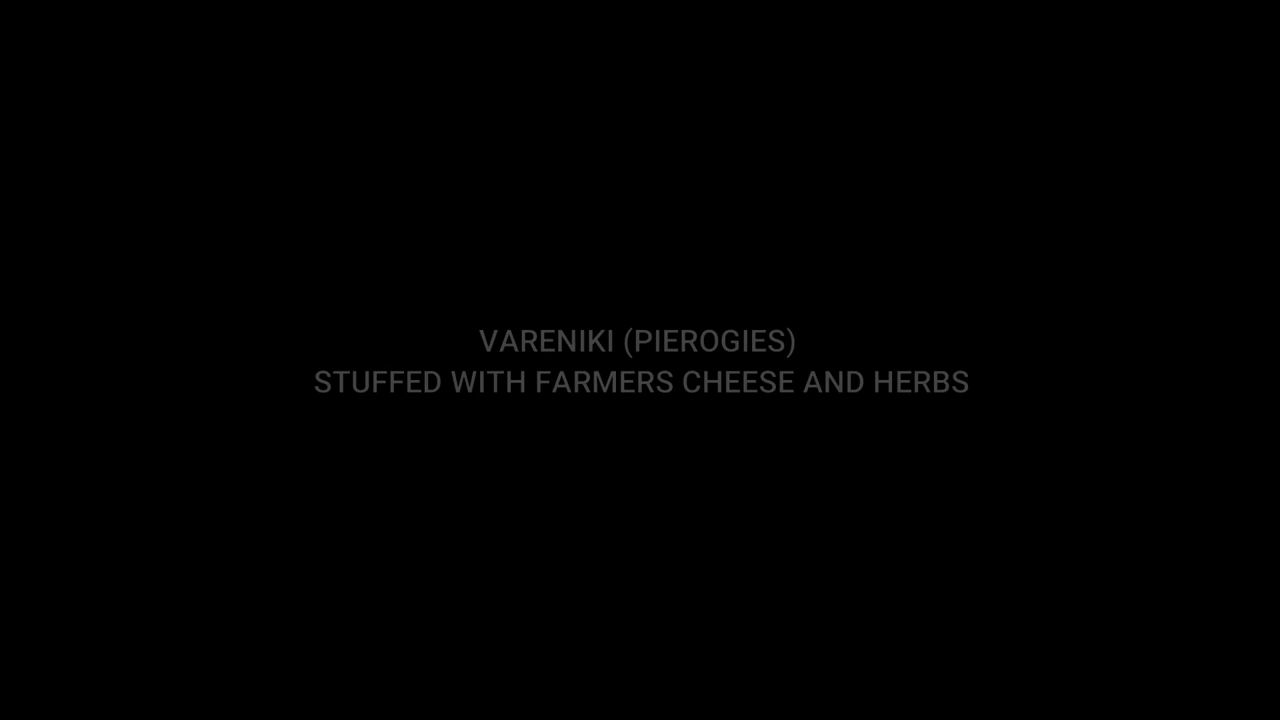 VARENIKI (PIEROGIES)
STUFFED WITH FARMERS CHEESE AND HERBS